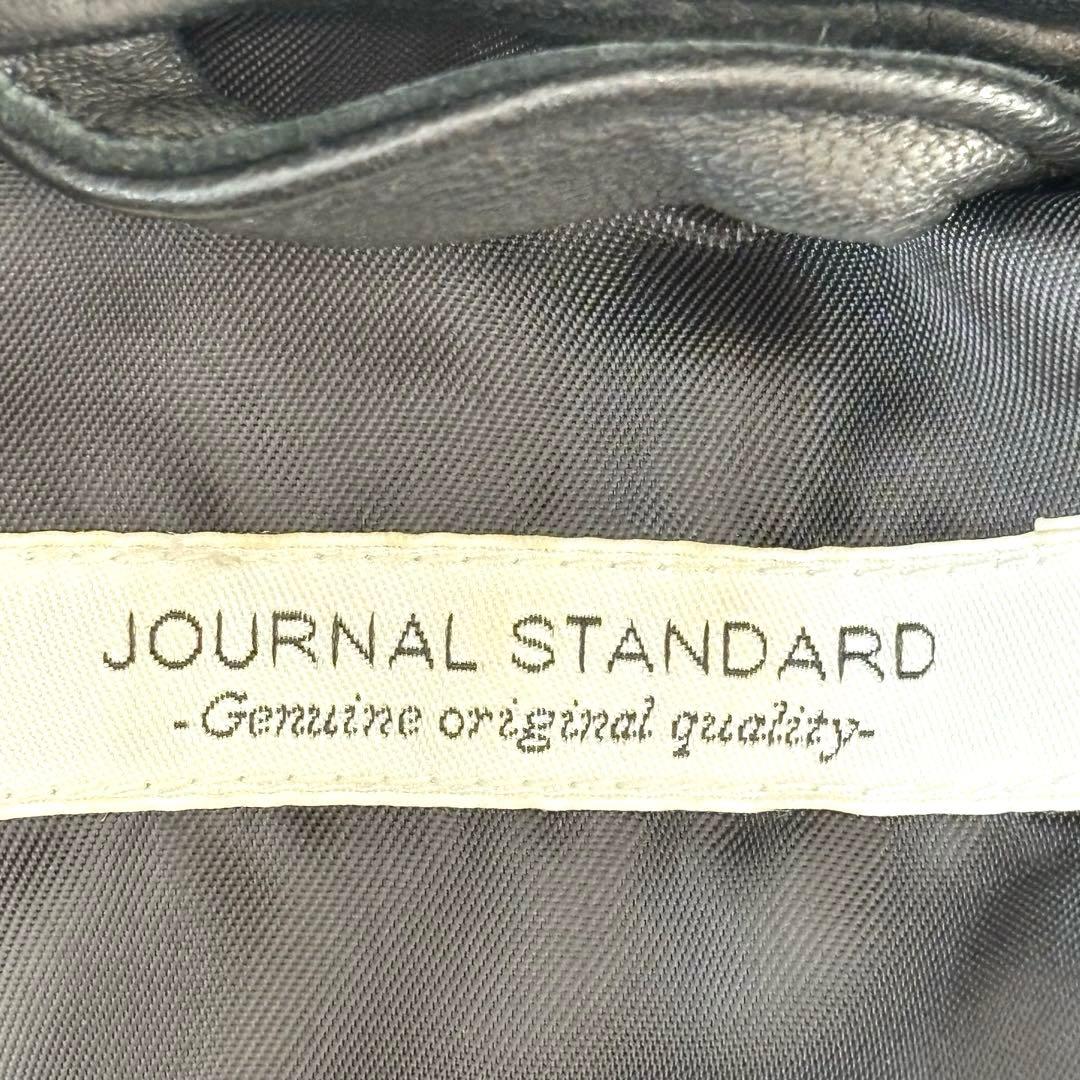 JOURNAL STANDARD
-Genuine original quality-